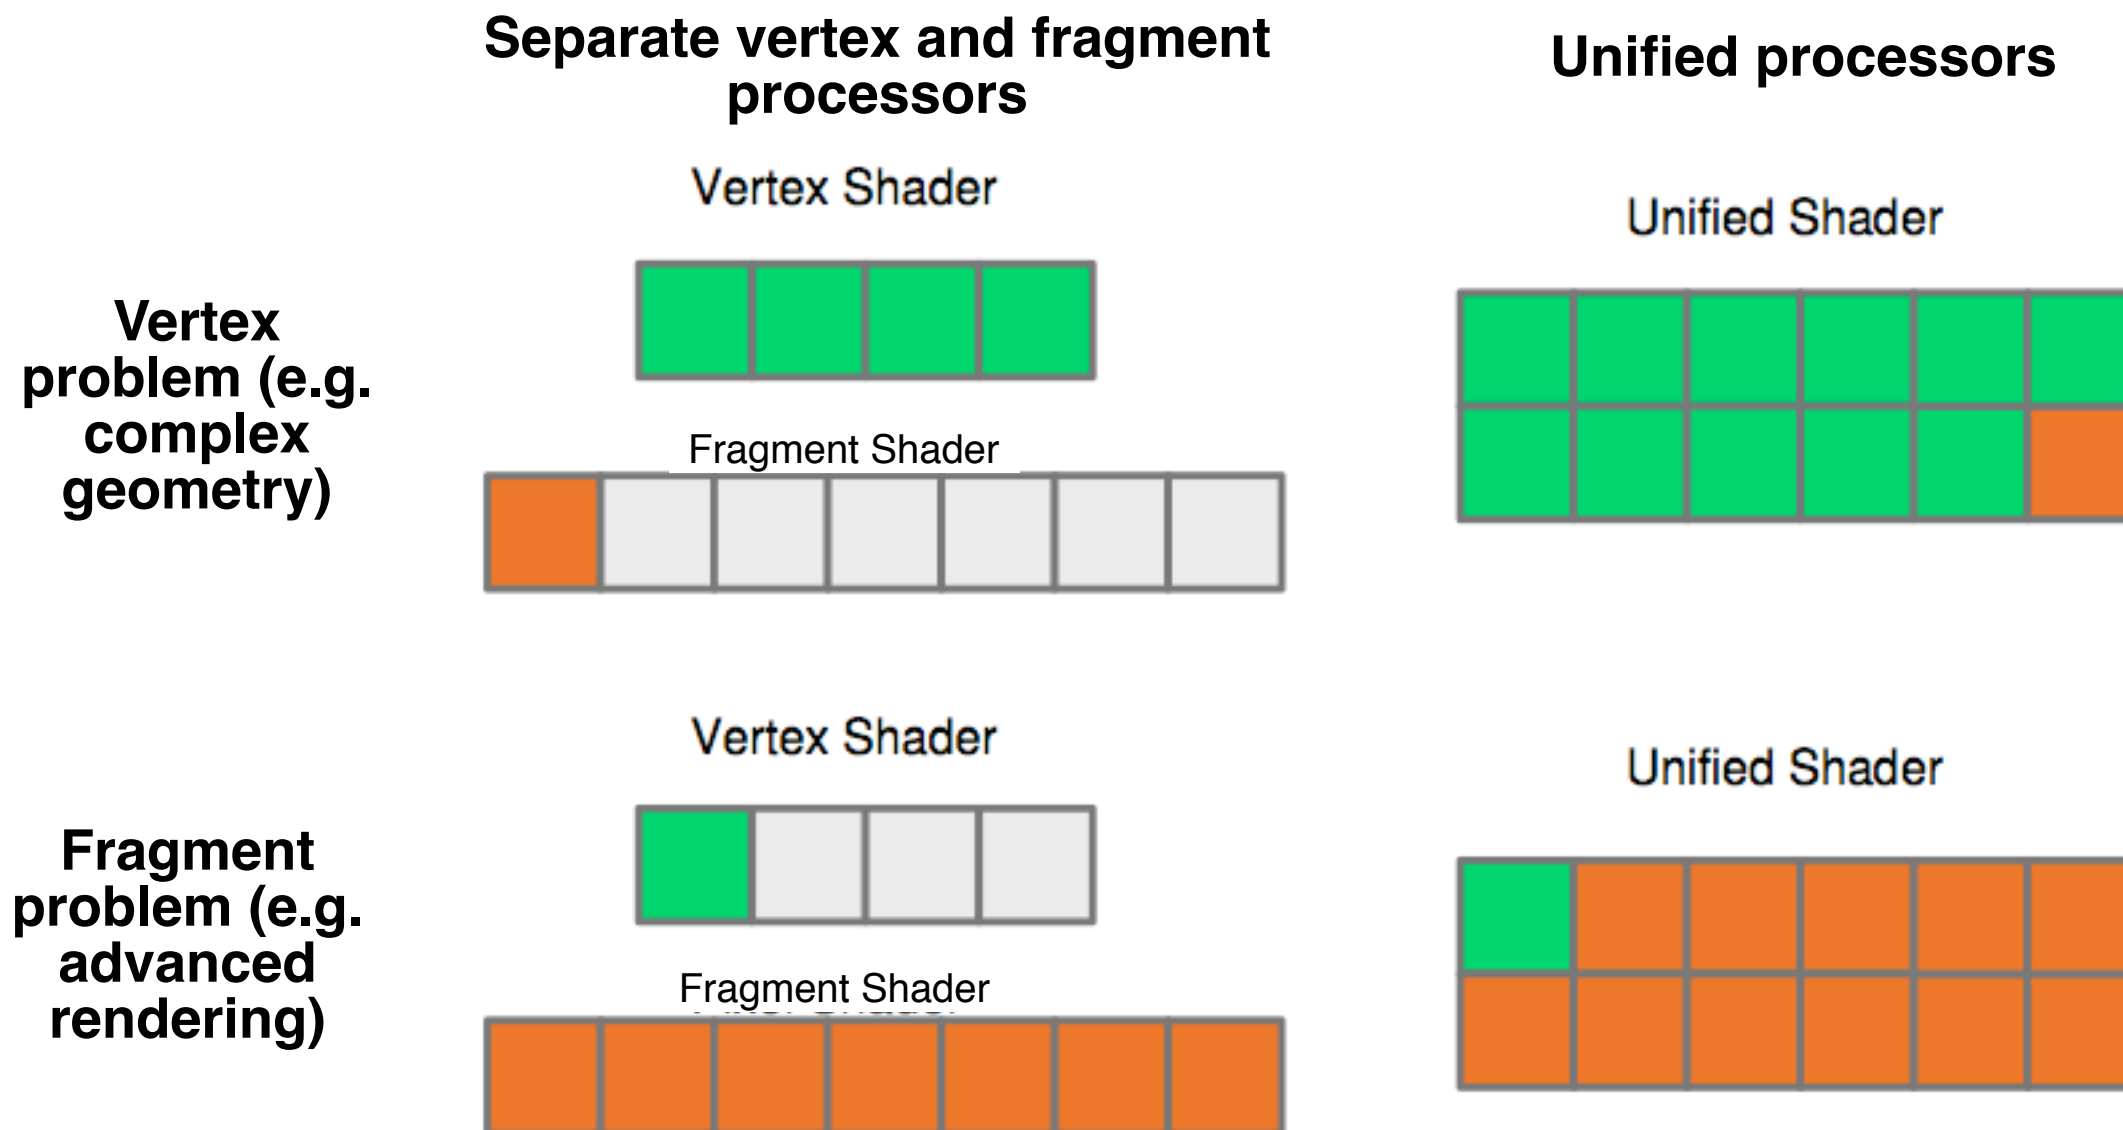 Separate vertex and fragment
processors
Unified processors
Vertex Shader
Unified Shader
Vertex
problem (e.g.
complex
geometry)
Fragment Shader
Vertex Shader
Unified Shader
Fragment
problem (e.g.
advanced
rendering)
Fragment Shader